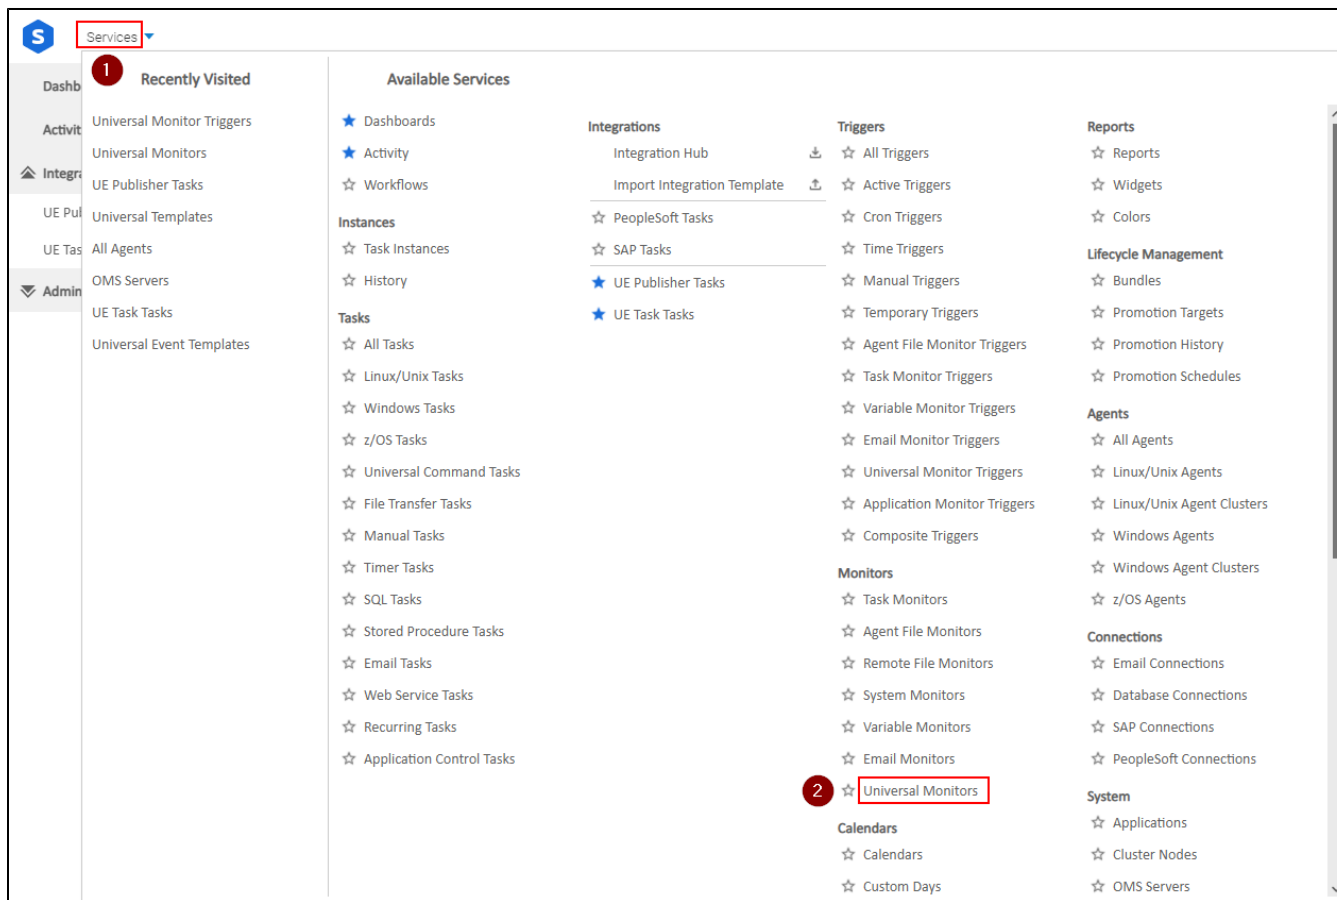 S
Services
1
Recently Visited
Available Services
Dashb
Activit
Integra
UE Pul
UE Tas
Admin
Universal Monitor Triggers
Universal Monitors
UE Publisher Tasks
Universal Templates
All Agents
OMS Servers
UE Task Tasks
Universal Event Templates
Dashboards
Activity
Workflows
Instances
Task Instances
History
Tasks
All Tasks
Linux/Unix Tasks
Windows Tasks
z/OS Tasks
Universal Command Tasks
File Transfer Tasks
Manual Tasks
Timer Tasks
SQL Tasks
Stored Procedure Tasks
Email Tasks
Web Service Tasks
Recurring Tasks
Application Control Tasks
Integrations
Integration Hub
Import Integration Template
PeopleSoft Tasks
SAP Tasks
UE Publisher Tasks
UE Task Tasks
Triggers
All Triggers
Active Triggers
Cron Triggers
Time Triggers
Manual Triggers
Temporary Triggers
Agent File Monitor Triggers
Task Monitor Triggers
Variable Monitor Triggers
Email Monitor Triggers
Universal Monitor Triggers
Application Monitor Triggers
Composite Triggers
Monitors
Task Monitors
Agent File Monitors
Remote File Monitors
System Monitors
Variable Monitors
Email Monitors
2
Universal Monitors
Calendars
Calendars
Custom Days
Reports
Reports
Widgets
Colors
Lifecycle Management
Bundles
Promotion Targets
Promotion History
Promotion Schedules
Agents
All Agents
Linux/Unix Agents
Linux/Unix Agent Clusters
Windows Agents
Windows Agent Clusters
z/OS Agents
Connections
Email Connections
Database Connections
SAP Connections
PeopleSoft Connections
System
Applications
Cluster Nodes
OMS Servers